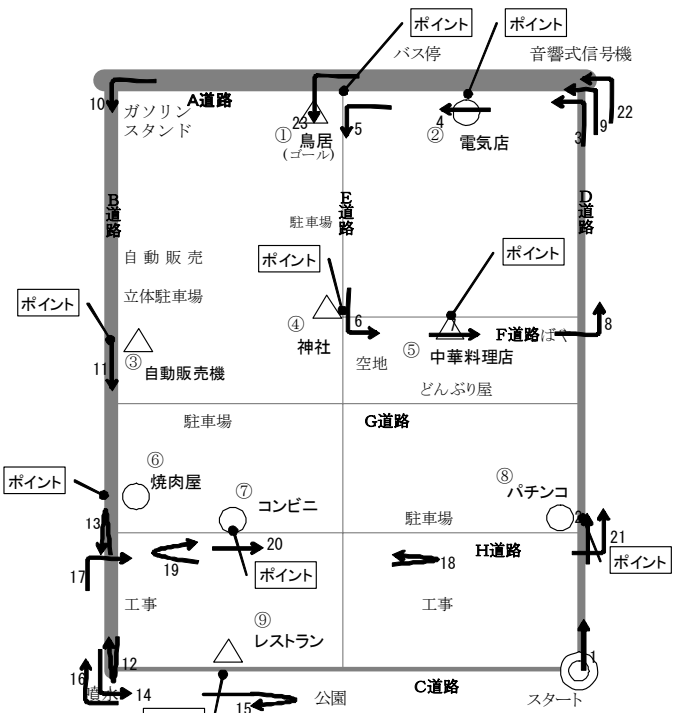 ポイント
ポイント
バス停
音響式信号機
A道路
10
ガソリン
スタンド
23
① 鳥居
(ゴール)
5
4
② 電気店
3
9
22
B道路
E道路
D道路
駐車場
自動販売
立体駐車場
ポイント
ポイント
ポイント
④
神社
6
7
F道路
8
⑤ 中華料理店
空地
11
③
自動販売機
どんぶり屋
駐車場
G道路
ポイント
⑥
焼肉屋
⑦
コンビニ
⑧
パチンコ
2
13
駐車場
21
17
19
20
18
H道路
ポイント
ポイント
工事
工事
⑨
レストラン
12
1
16
噴水
14
15
公園
C道路
スタート